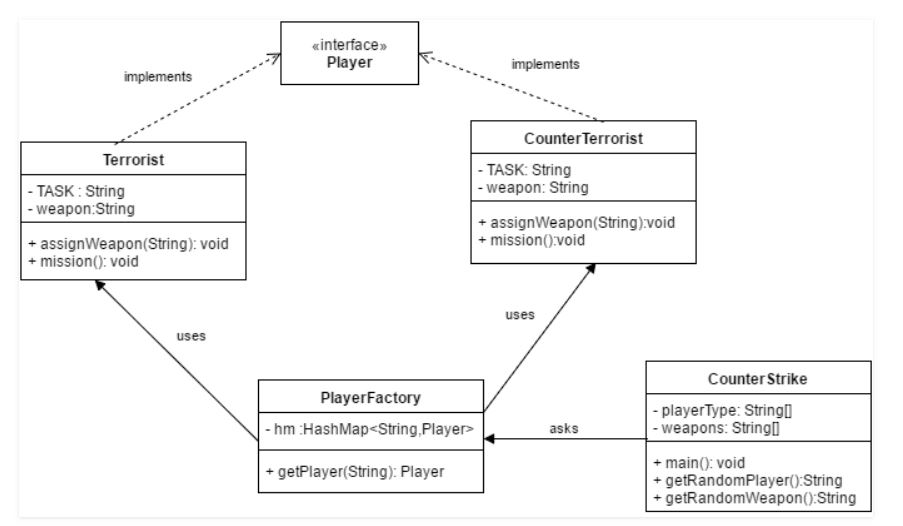 «interface»
Player
implements
implements
Terrorist
- TASK : String
- weapon:String
+ assignWeapon(String): void
+ mission(): void
CounterTerrorist
- TASK: String
- weapon: String
+ assignWeapon(String):void
+ mission():void
uses
uses
PlayerFactory
- hm :HashMap<String,Player>
+ getPlayer(String): Player
asks
CounterStrike
- playerType: String[]
- weapons: String[]
+ main(): void
+ getRandomPlayer():String
+ getRandomWeapon():String